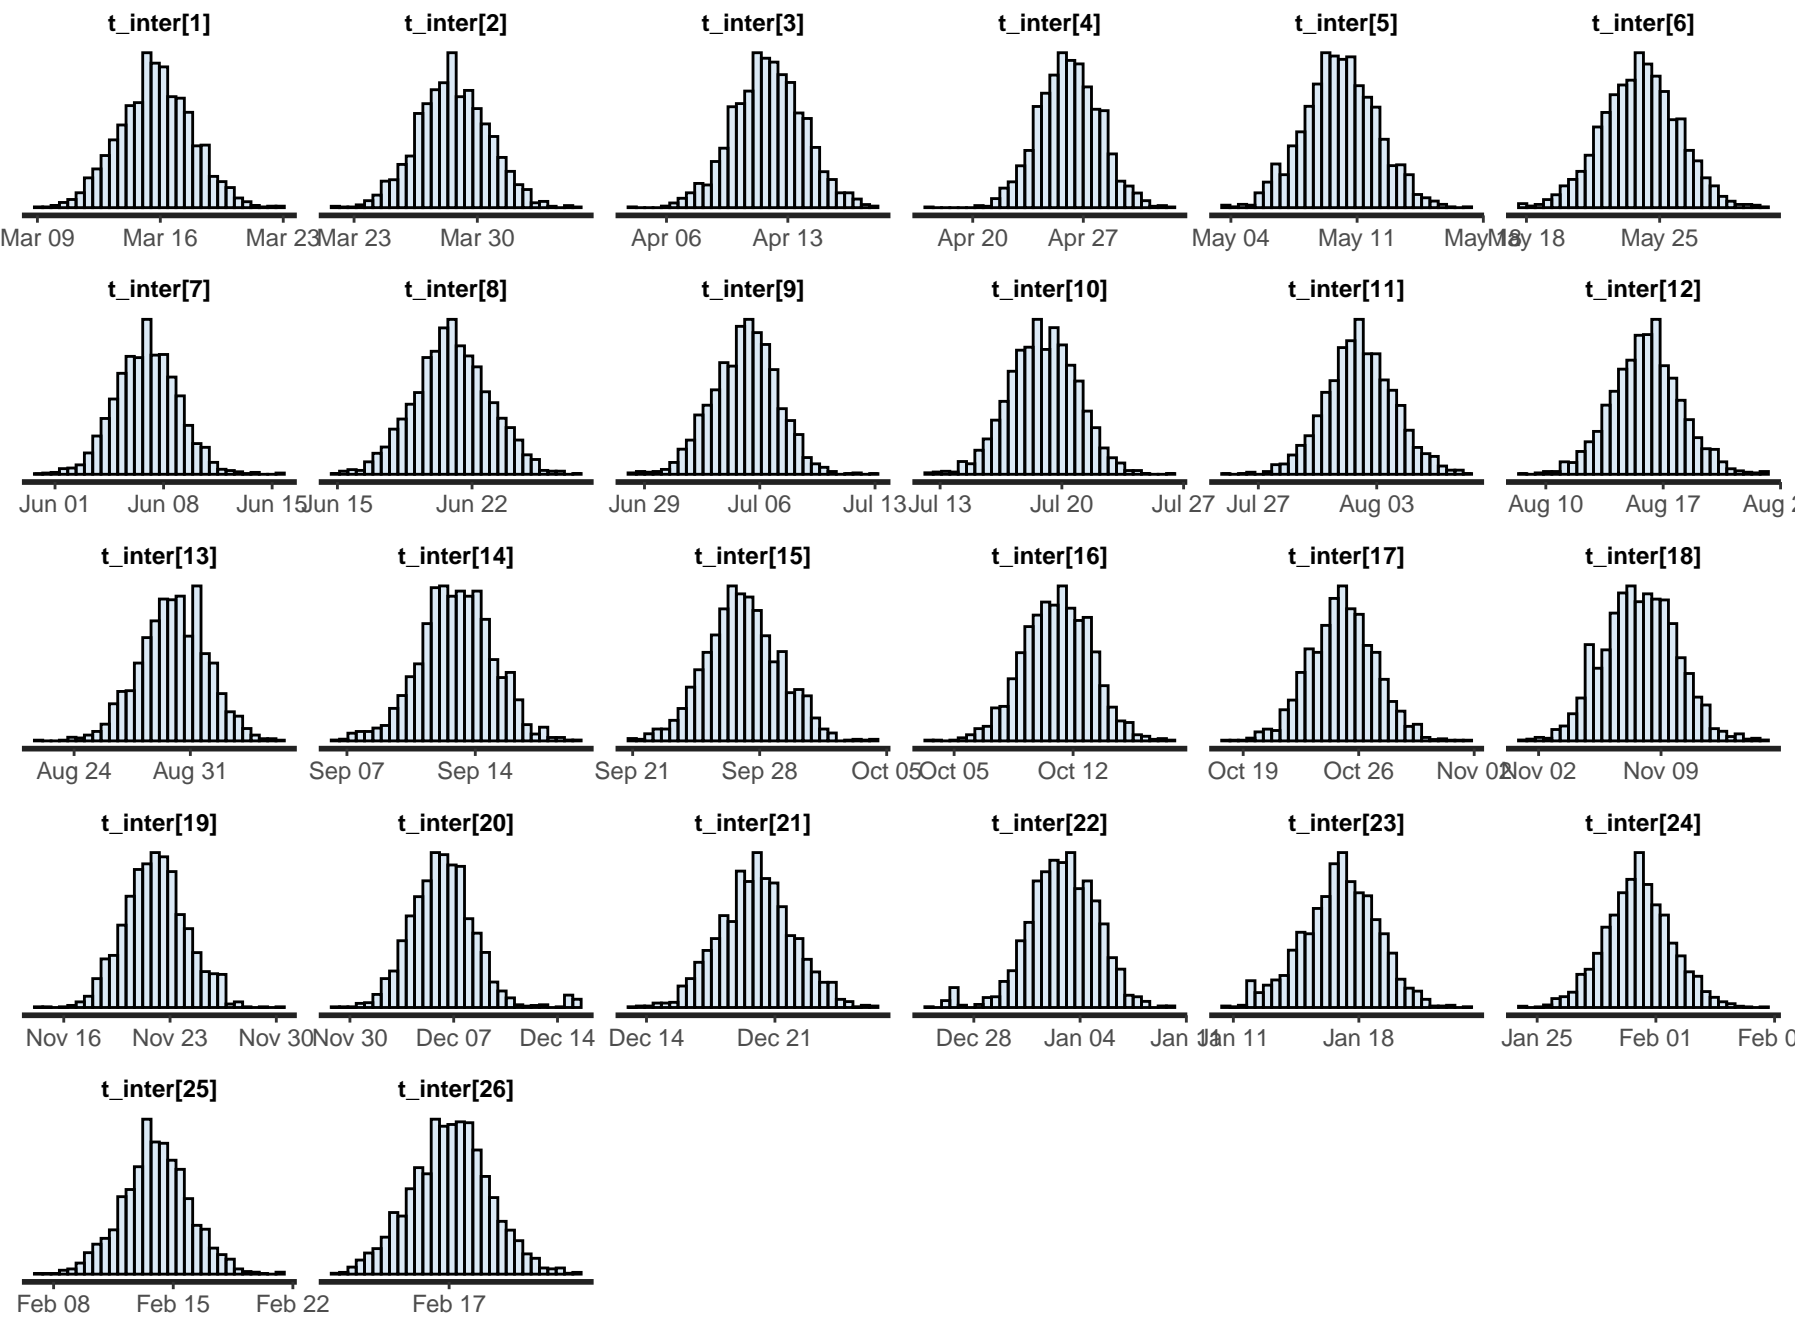 t_inter[1] t_inter[2] t_inter[3] t_inter[4] t_inter[5] t_inter[6]
Mar 09 Mar 16 Mar 23 Mar 23 Mar 30 Apr 06 Apr 13 Apr 20 Apr 27 May 04 May 11 May 18 May 18 May 25
t_inter[7] t_inter[8] t_inter[9] t_inter[10] t_inter[11] t_inter[12]
Jun 01 Jun 08 Jun 15 Jun 15 Jun 22 Jun 29 Jul 06 Jul 13 Jul 13 Jul 20 Jul 27 Jul 27 Aug 03 Aug 10 Aug 17 Aug
t_inter[13] t_inter[14] t_inter[15] t_inter[16] t_inter[17] t_inter[18]
Aug 24 Aug 31 Sep 07 Sep 14 Sep 21 Sep 28 Oct 05 Oct 05 Oct 12 Oct 19 Oct 26 Nov 02 Nov 02 Nov 09
t_inter[19] t_inter[20] t_inter[21] t_inter[22] t_inter[23] t_inter[24]
Nov 16 Nov 23 Nov 30 Nov 30 Dec 07 Dec 14 Dec 14 Dec 21 Dec 28 Jan 04 Jan 11 Jan 11 Jan 18 Jan 25 Feb 01 Feb
t_inter[25] t_inter[26]
Feb 08 Feb 15 Feb 22 Feb 17